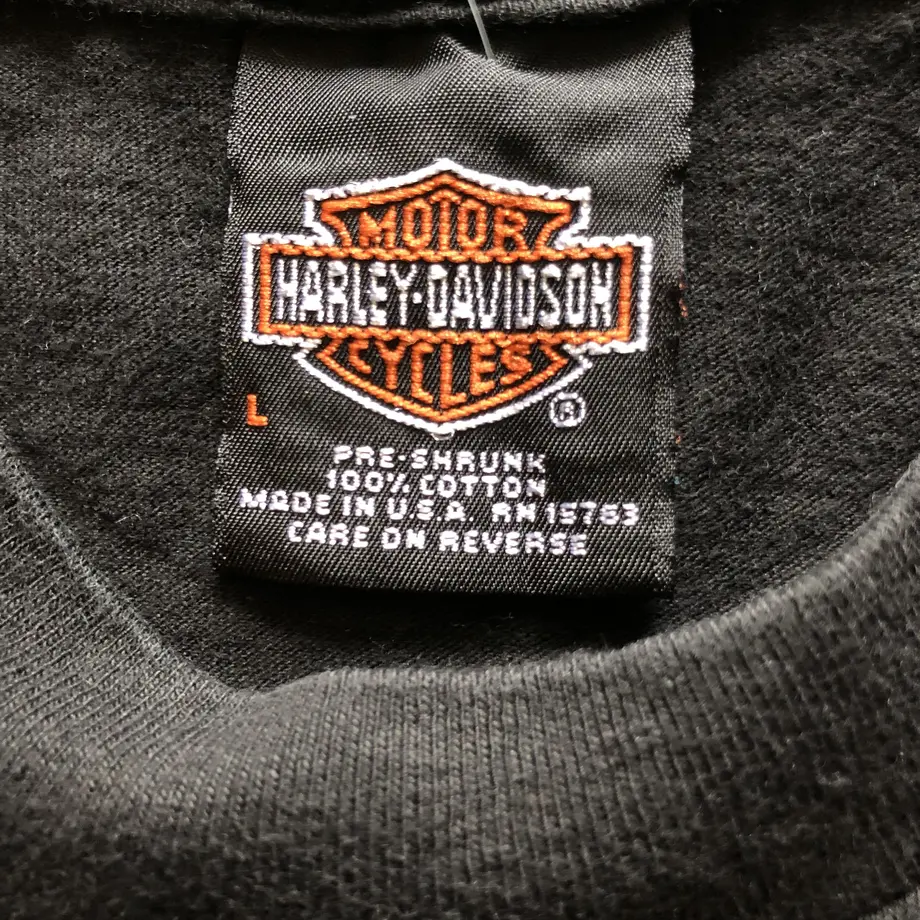 MOTOR
HARLEY-DAVIDSON
CYCLES
L ®
PRE-SHRUNK
100% COTTON
MADE IN U.S.A. RN 15763
CARE ON REVERSE